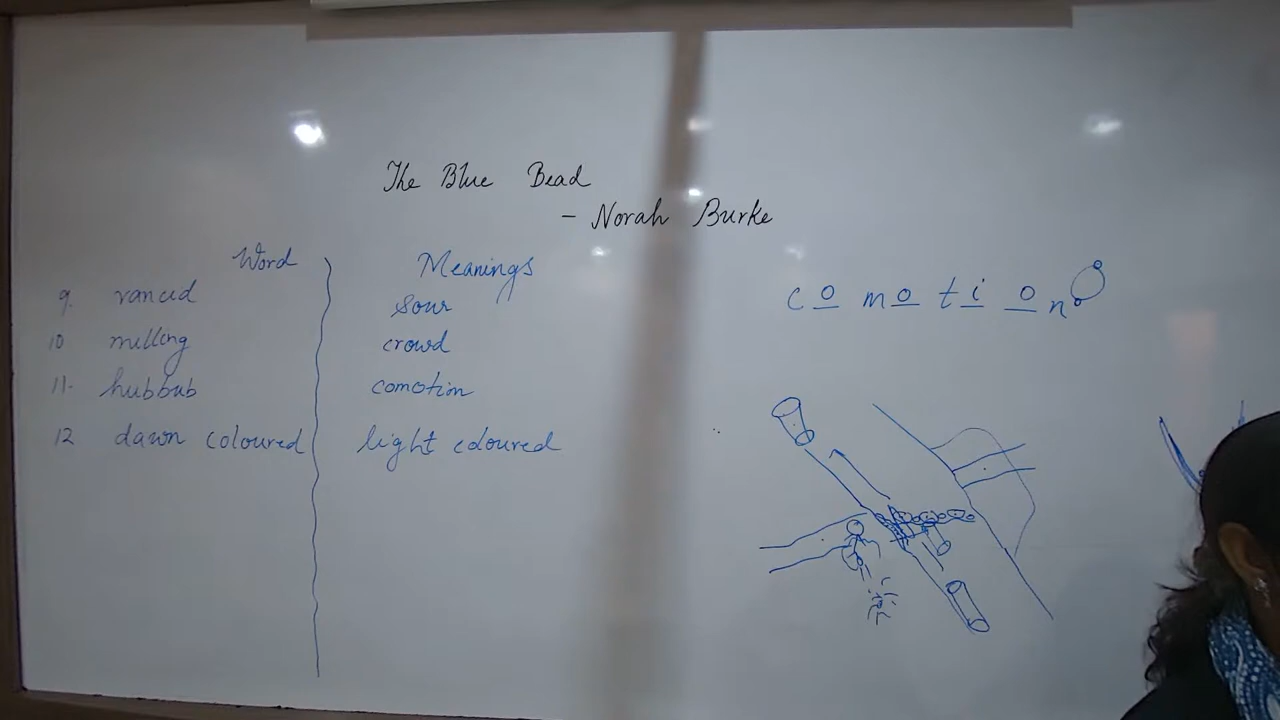 The Blue Bead
- Norah Burke
Word Meanings
9. rancid sour
10 milling crowd
11. hubbub comotion
12 dawn coloured light coloured
c o m o t i o n